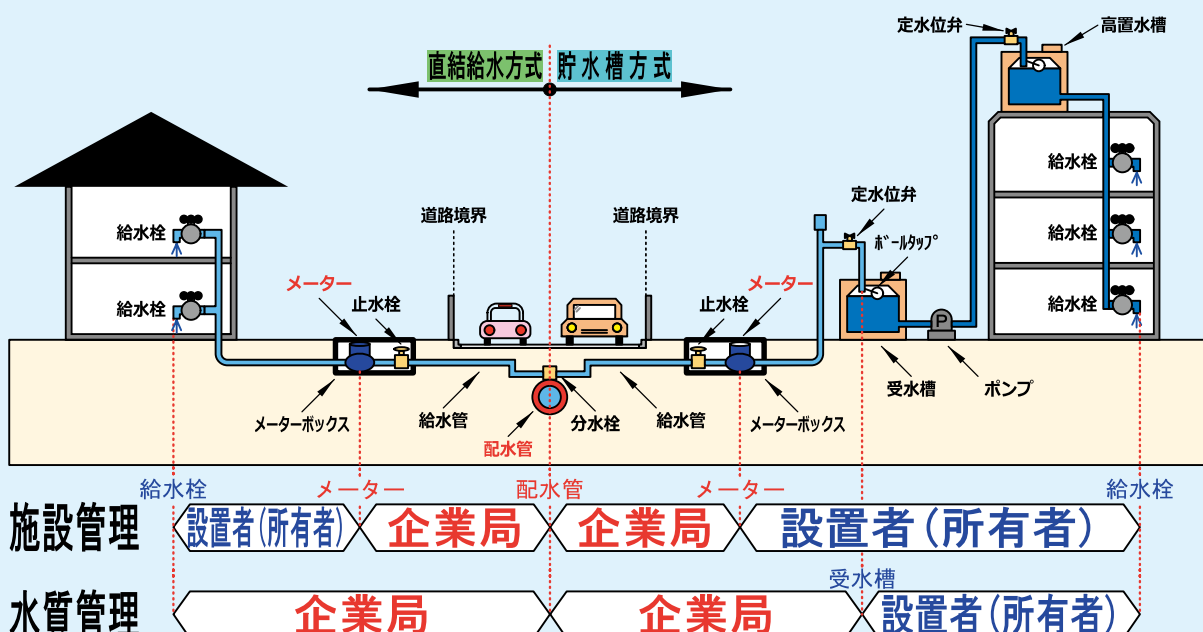 定水位弁
高置水槽
直結給水方式
貯水槽方式
給水栓
定水位弁
道路境界
道路境界
給水栓
給水栓
ボールタップ
メーター
メーター
止水栓
止水栓
給水栓
給水栓
P
受水槽
ポンプ
メーターボックス
給水管
分水栓
給水管
メーターボックス
配水管
給水栓
メーター
配水管
メーター
給水栓
施設管理
設置者(所有者)
企業局
企業局
設置者(所有者)
受水槽
水質管理
企業局
企業局
設置者(所有者)